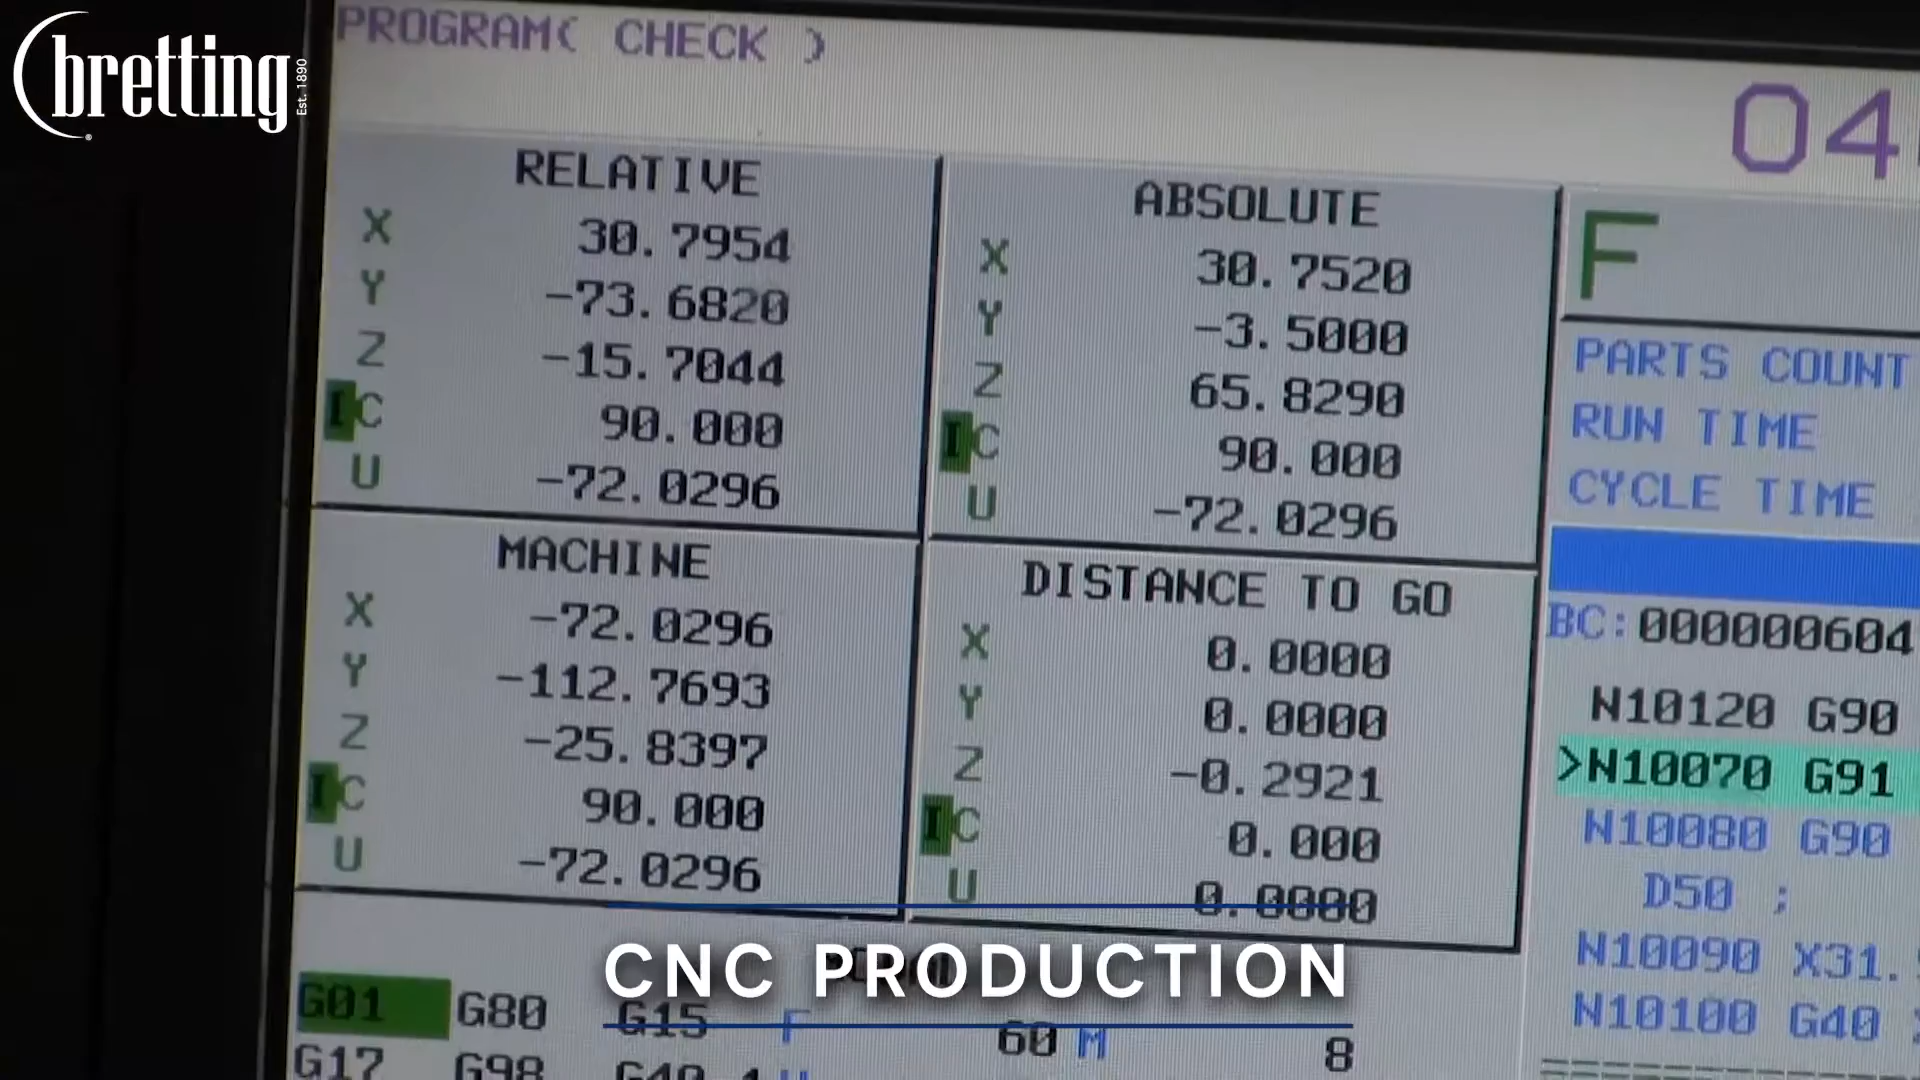 bretting
Est. 1890
PROGRAM( CHECK )
04
RELATIVE
X 30.7954
Y -73.6820
Z -15.7044
I C 90.000
U -72.0296
ABSOLUTE
X 30.7520
Y -3.5000
Z 65.8290
I C 90.000
U -72.0296
MACHINE
X -72.0296
Y -112.7693
Z -25.8397
I C 90.000
U -72.0296
DISTANCE TO GO
X 0.0000
Y 0.0000
Z -0.2921
I C 0.000
U 0.0000
F
PARTS COUNT
RUN TIME
CYCLE TIME
BC:000000604
N10120 G90
>N10070 G91
N10080 G90
D50 ;
N10090 X31.
N10100 G40
CNC PRODUCTION
G01 G80 G15 F 60 M 8
G17 G98